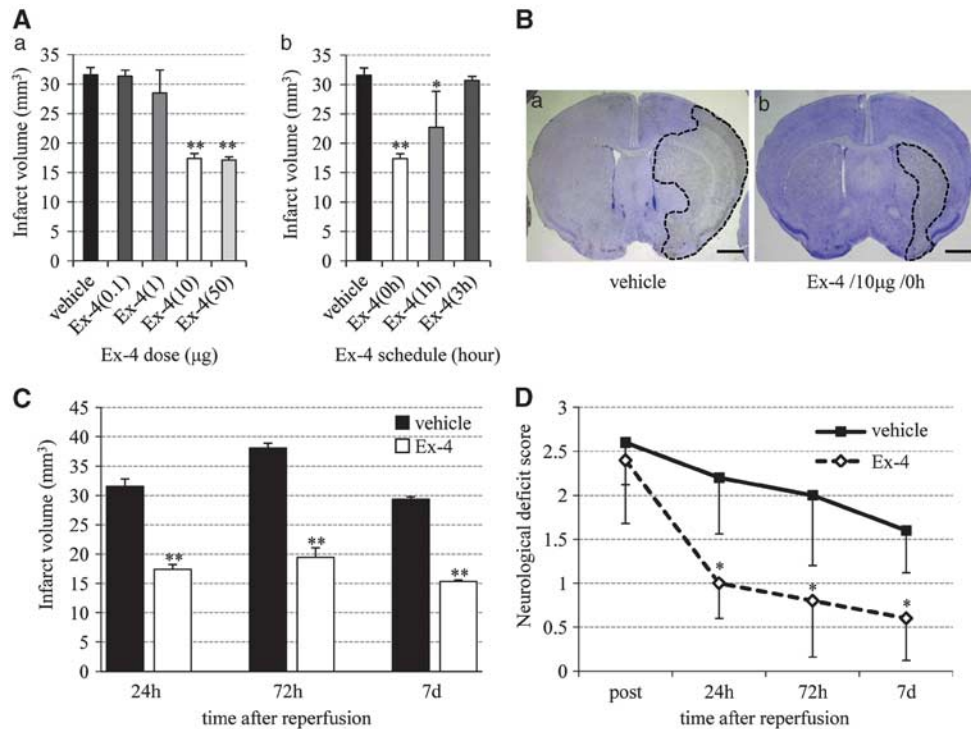 A
a
35
30
25
20
15
10
5
0
Infarct volume (mm³)
**
**
vehicle
Ex-4(0.1)
Ex-4(1)
Ex-4(10)
Ex-4(50)
Ex-4 dose (μg)
b
35
30
25
20
15
10
5
0
Infarct volume (mm³)
**
*
vehicle
Ex-4(0h)
Ex-4(1h)
Ex-4(3h)
Ex-4 schedule (hour)
B
a
b
vehicle
Ex-4 /10μg /0h
C
45
40
35
30
25
20
15
10
5
0
Infarct volume (mm³)
vehicle
Ex-4
**
**
**
24h
72h
7d
time after reperfusion
D
3
2.5
2
1.5
1
0.5
0
Neurological deficit score
vehicle
Ex-4
*
*
*
post
24h
72h
7d
time after reperfusion